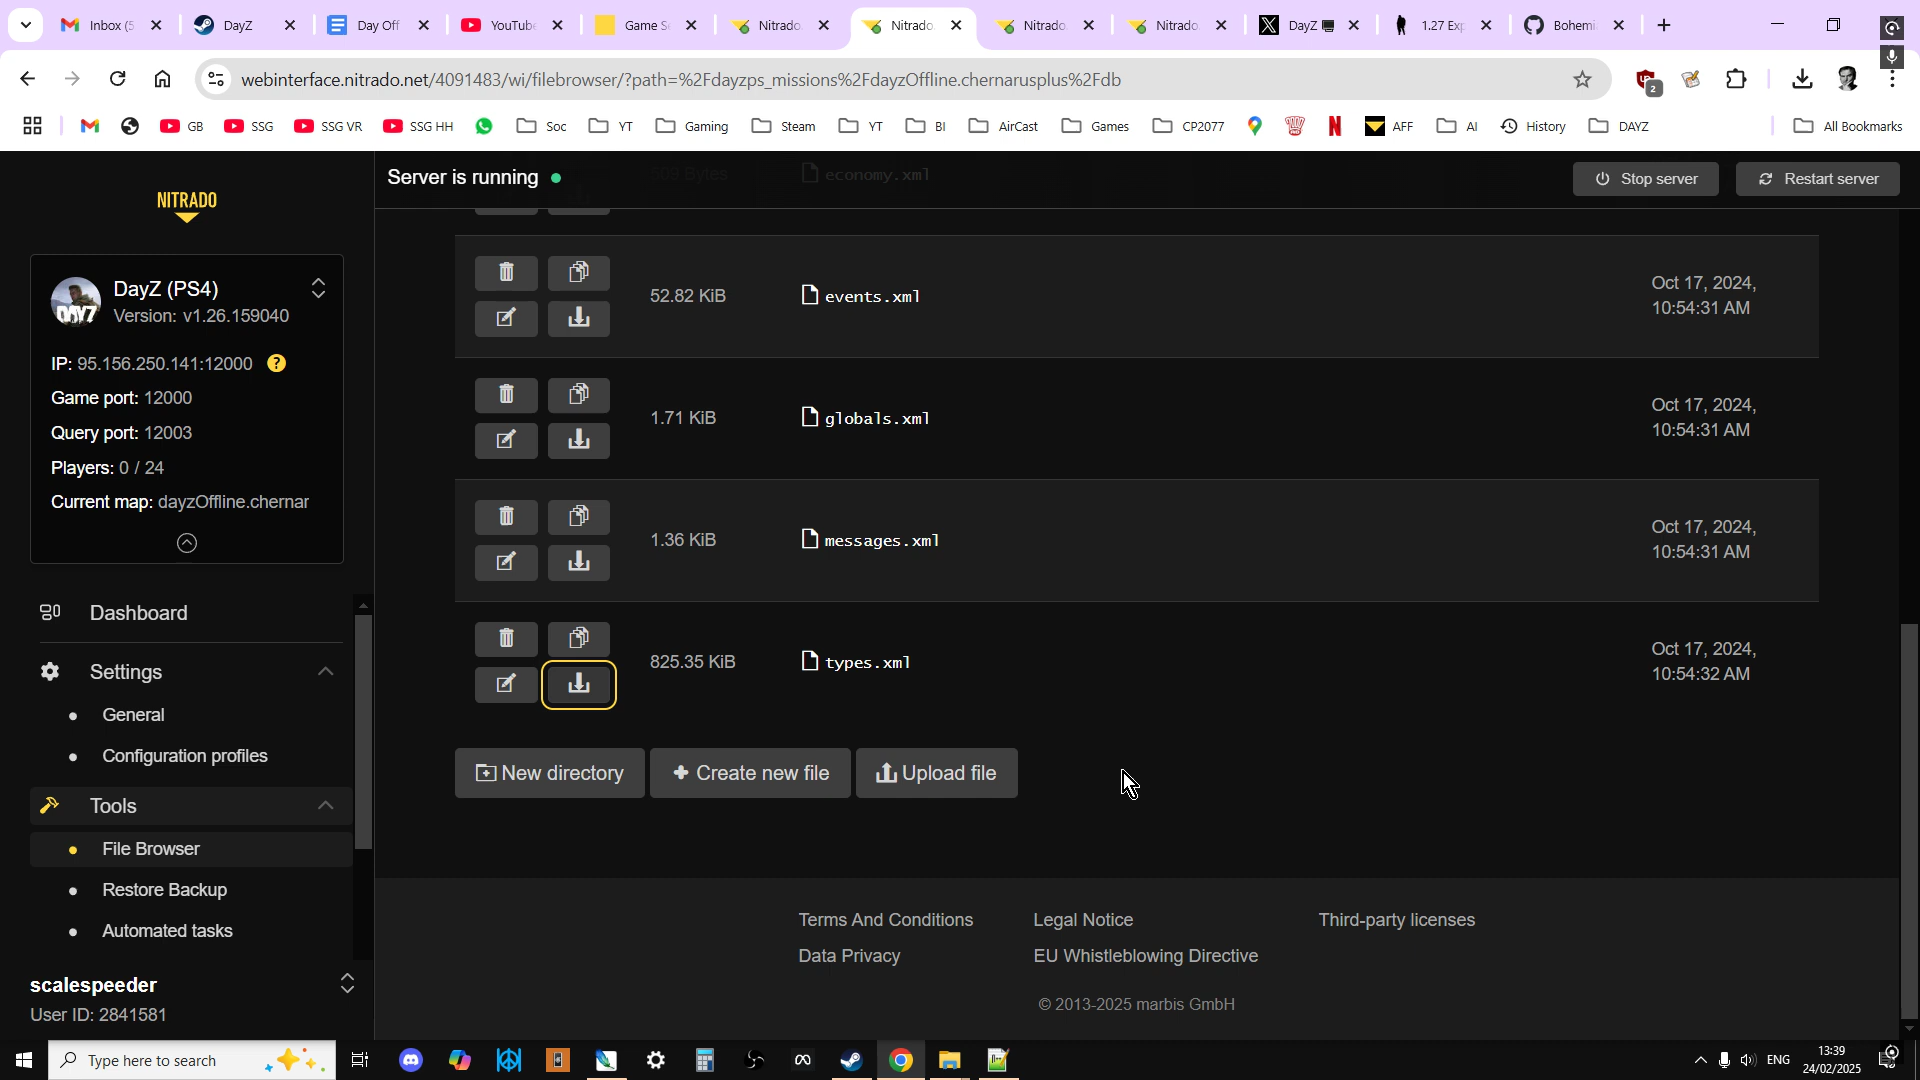 Inbox (5
DayZ
Day Off
YouTub
Game S
Nitrado
Nitrado
Nitrado
Nitrado
DayZ
1.27 Exp
Bohemi
webinterface.nitrado.net/4091483/wi/filebrowser/?path=%2Fdayzps_missions%2FdayzOffline.chernarusplus%2Fdb
2
GB
SSG
SSG VR
SSG HH
Soc
YT
Gaming
Steam
YT
BI
AirCast
Games
CP2077
AFF
AI
History
DAYZ
All Bookmarks
NITRADO
Server is running
economy.xml
Stop server
Restart server
DAYZ
DayZ (PS4)
Version: v1.26.159040
IP: 95.156.250.141:12000 ?
Game port: 12000
Query port: 12003
Players: 0 / 24
Current map: dayzOffline.chernar
52.82 KiB
events.xml
Oct 17, 2024,
10:54:31 AM
1.71 KiB
globals.xml
Oct 17, 2024,
10:54:31 AM
1.36 KiB
messages.xml
Oct 17, 2024,
10:54:31 AM
825.35 KiB
types.xml
Oct 17, 2024,
10:54:32 AM
Dashboard
Settings
General
Configuration profiles
Tools
File Browser
Restore Backup
Automated tasks
scalespeeder
User ID: 2841581
New directory
Create new file
Upload file
Terms And Conditions
Legal Notice
Third-party licenses
Data Privacy
EU Whistleblowing Directive
© 2013-2025 marbis GmbH
Type here to search
ENG
13:39
24/02/2025